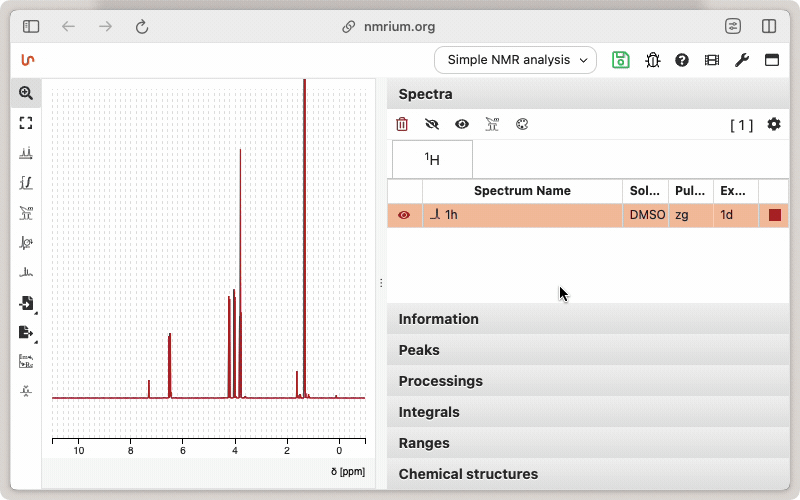 nmrium.org
Simple NMR analysis
Spectra
[ 1 ]
¹H
Spectrum Name Sol... Pul... Ex...
1h DMSO zg 1d
Information
Peaks
Processings
Integrals
Ranges
Chemical structures
10 8 6 4 2 0
δ [ppm]